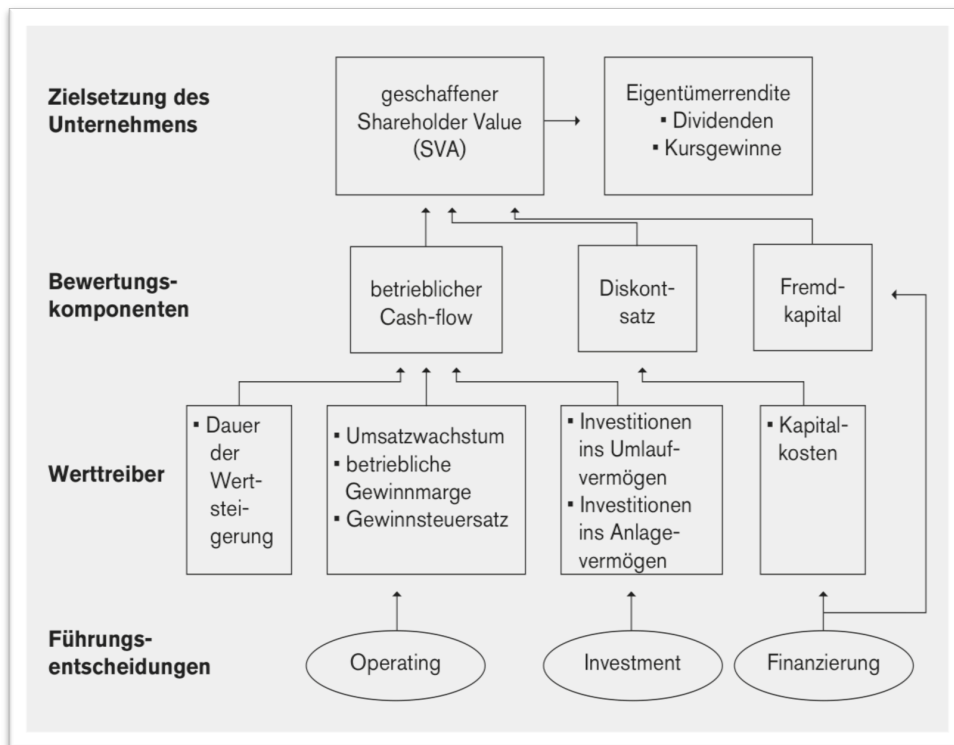 Zielsetzung des
Unternehmens
geschaffener
Shareholder Value
(SVA)
Eigentümerrendite
▪ Dividenden
▪ Kursgewinne
Bewertungs-
komponenten
betrieblicher
Cash-flow
Diskont-
satz
Fremd-
kapital
Werttreiber
▪ Dauer
der
Wert-
stei-
gerung
▪ Umsatzwachstum
▪ betriebliche
Gewinnmarge
▪ Gewinnsteuersatz
▪ Investitionen
ins Umlauf-
vermögen
▪ Investitionen
ins Anlage-
vermögen
▪ Kapital-
kosten
Führungs-
entscheidungen
Operating
Investment
Finanzierung